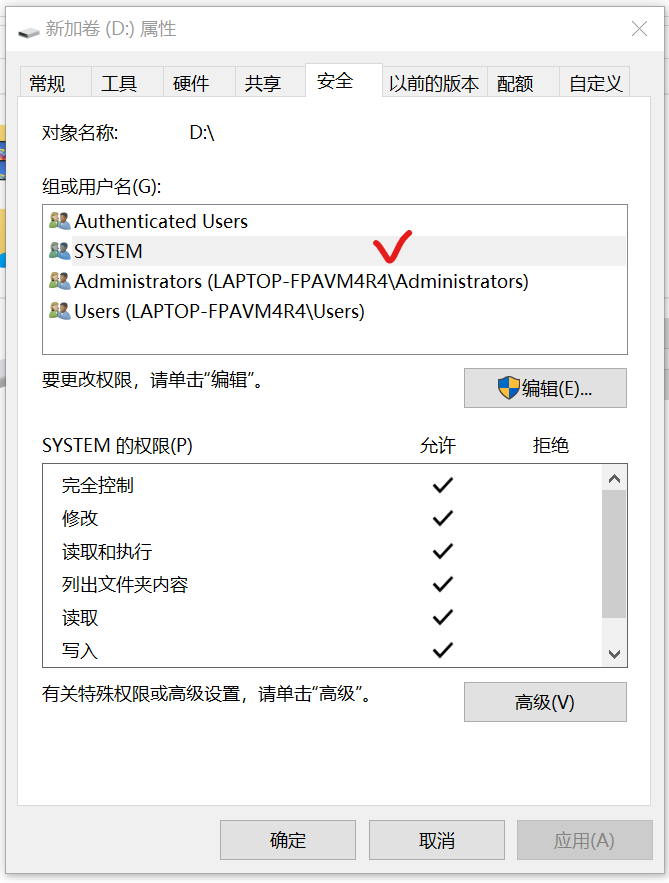 新加卷 (D:) 属性
常规 工具 硬件 共享 安全 以前的版本 配额 自定义
对象名称: D:\
组或用户名(G):
Authenticated Users
SYSTEM
Administrators (LAPTOP-FPAVM4R4\Administrators)
Users (LAPTOP-FPAVM4R4\Users)
要更改权限，请单击“编辑”。
编辑(E)...
SYSTEM 的权限(P) 允许 拒绝
完全控制
修改
读取和执行
列出文件夹内容
读取
写入
有关特殊权限或高级设置，请单击“高级”。
高级(V)
确定 取消 应用(A)